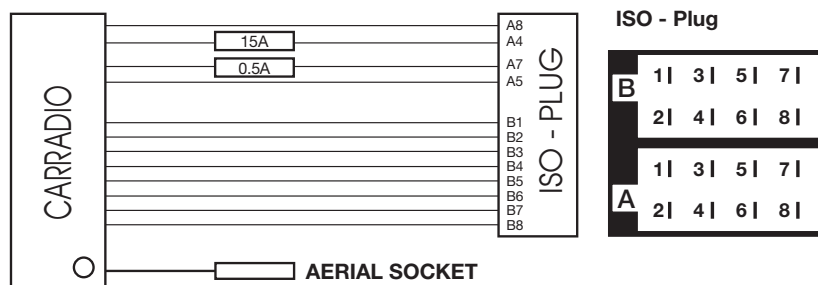 CARRADIO
15A
0.5A
A8
A4
A7
A5
B1
B2
B3
B4
B5
B6
B7
B8
ISO - PLUG
AERIAL SOCKET
ISO - Plug
B
1 3 5 7
2 4 6 8
A
1 3 5 7
2 4 6 8